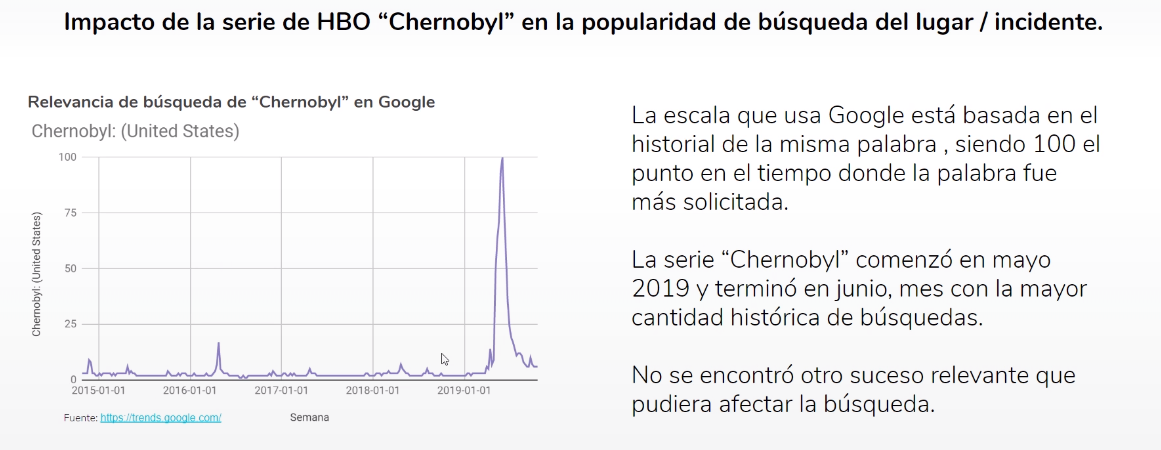 Impacto de la serie de HBO “Chernobyl” en la popularidad de búsqueda del lugar / incidente.
Relevancia de búsqueda de “Chernobyl” en Google
Chernobyl: (United States)
Chernobyl: (United States)
100
75
50
25
0
2015-01-01
2016-01-01
2017-01-01
2018-01-01
2019-01-01
Semana
Fuente: https://trends.google.com/
La escala que usa Google está basada en el
historial de la misma palabra , siendo 100 el
punto en el tiempo donde la palabra fue
más solicitada.
La serie “Chernobyl” comenzó en mayo
2019 y terminó en junio, mes con la mayor
cantidad histórica de búsquedas.
No se encontró otro suceso relevante que
pudiera afectar la búsqueda.